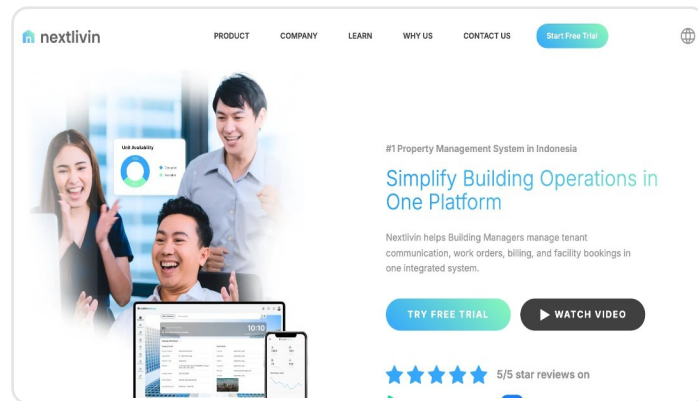 nextlivin
PRODUCT COMPANY LEARN WHY US CONTACT US Start Free Trial
Unit Availability
#1 Property Management System in Indonesia
Simplify Building Operations in
One Platform
Nextlivin helps Building Managers manage tenant
communication, work orders, billing, and facility bookings in
one integrated system.
TRY FREE TRIAL WATCH VIDEO
10:10
5/5 star reviews on